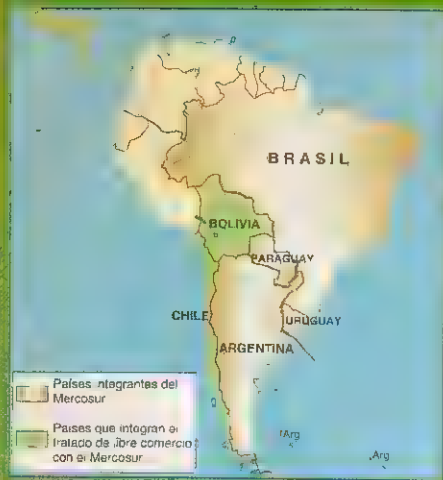 BRASIL
BOLIVIA
PARAGUAY
CHILE
URUGUAY
ARGENTINA
Países integrantes del
Mercosur
Países que integran el
tratado de libre comercio
con el Mercosur
Arg
Arg